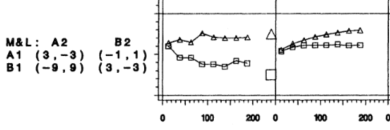 M&L: A2 B2
A1 (3,-3) (-1,1)
B1 (-9,9) (3,-3)
0 100 200 0 100 200